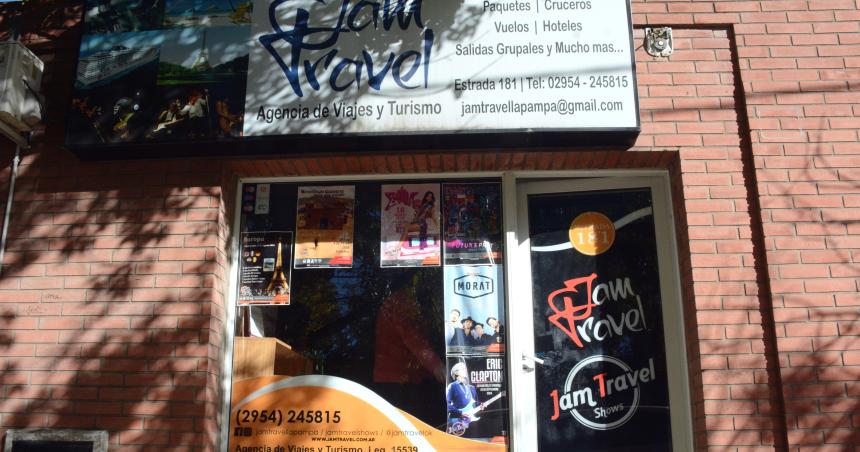 Jam
Travel
Agencia de Viajes y Turismo
Paquetes | Cruceros
Vuelos | Hoteles
Salidas Grupales y Mucho mas...
Estrada 181 | Tel: 02954 - 245815
jamtravellapampa@gmail.com
Europa
MORAT
ERIC
CLAPTON
181
Jam
Travel
Jam Travel
Shows
(2954) 245815
jamtravellapampa / jamtravelshows / @jamtravelok
WWW.JAMTRAVEL.COM.AR
Agencia de Viajes y Turismo, Leg. 15539